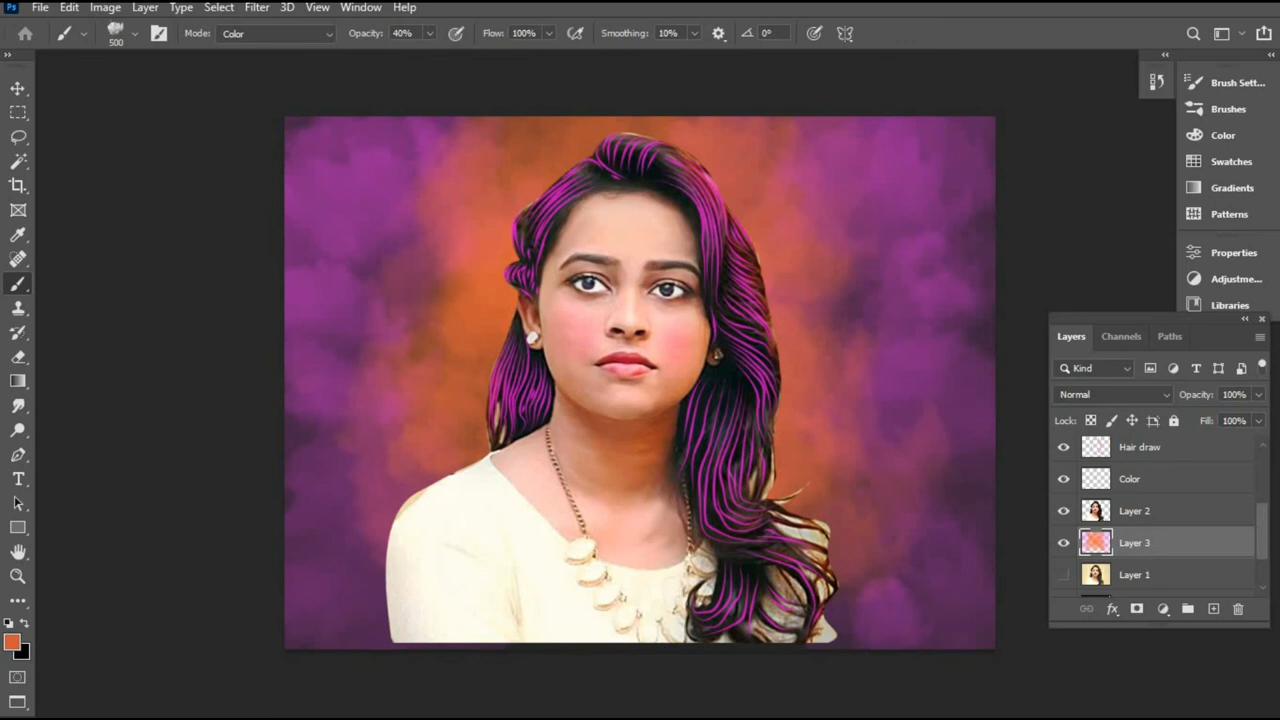 Ps File Edit Image Layer Type Select Filter 3D View Window Help
500 Mode: Color Opacity: 40% Flow: 100% Smoothing: 10% 0°
Brush Sett...
Brushes
Color
Swatches
Gradients
Patterns
Properties
Adjustme...
Libraries
Layers Channels Paths
Kind
Normal Opacity: 100%
Lock: Fill: 100%
Hair draw
Color
Layer 2
Layer 3
Layer 1
fx